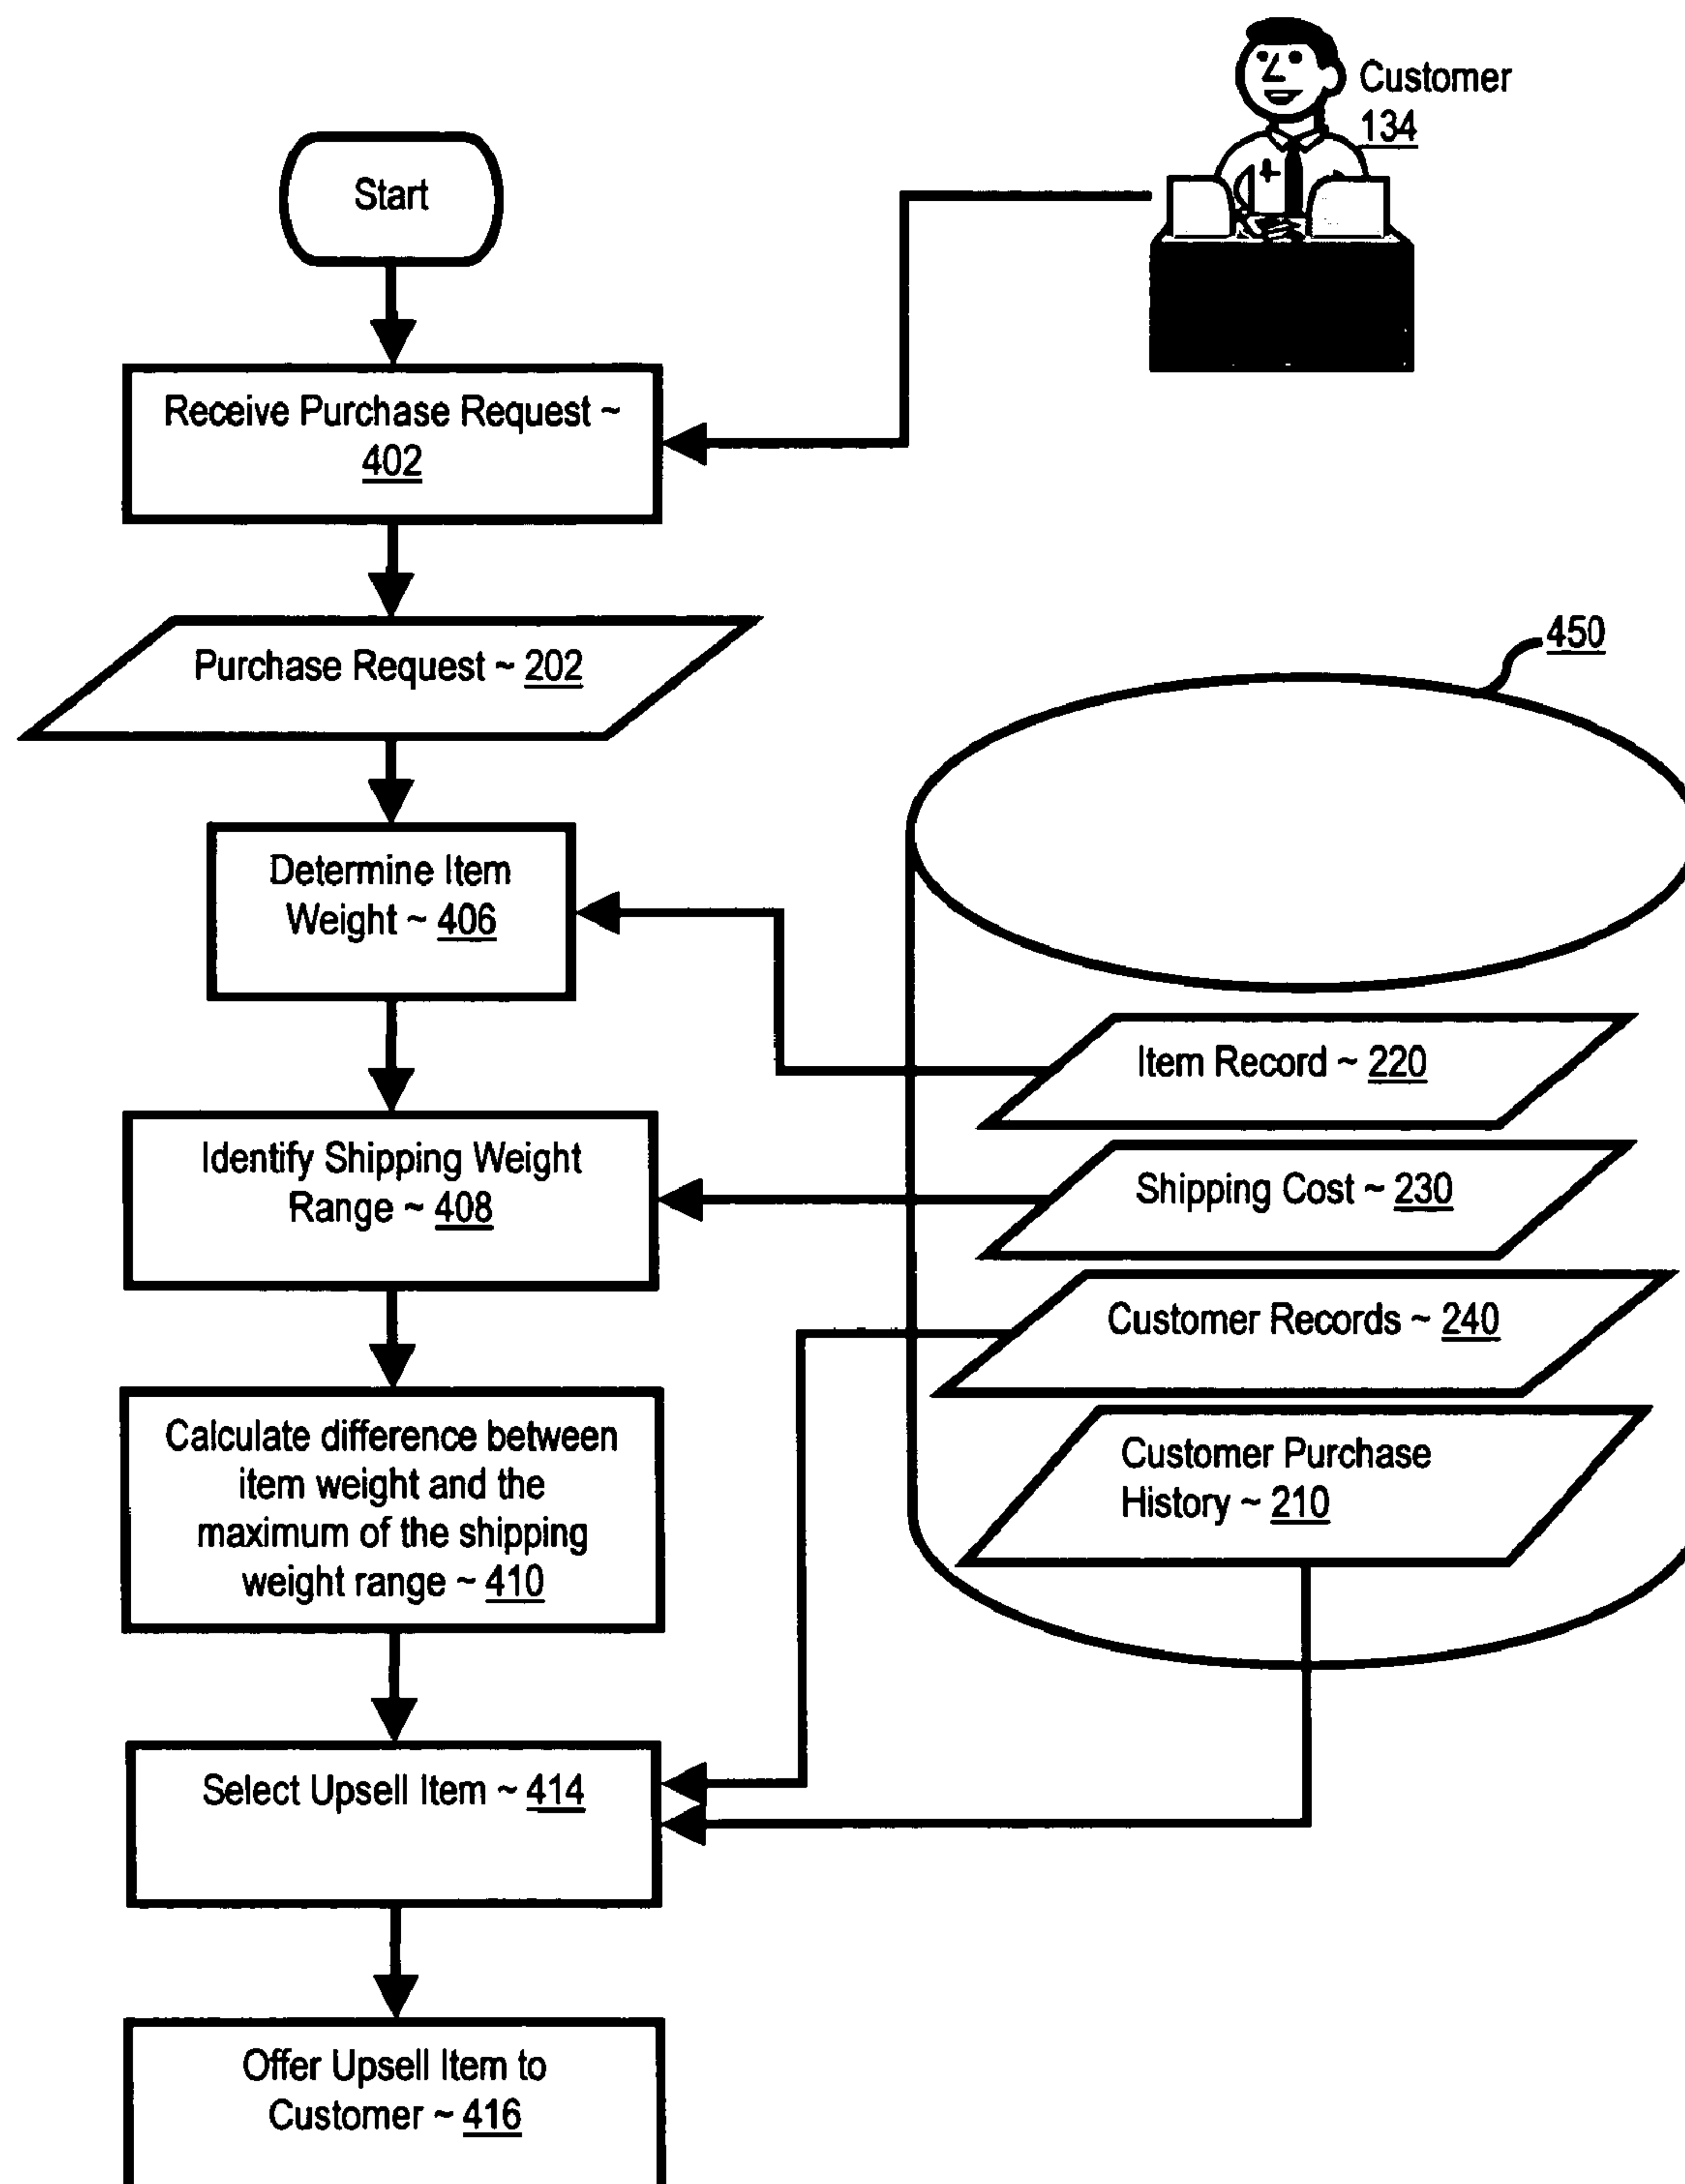 Customer
134
Start
Receive Purchase Request ~
402
Purchase Request ~ 202
450
Determine Item
Weight ~ 406
Item Record ~ 220
Identify Shipping Weight
Range ~ 408
Shipping Cost ~ 230
Customer Records ~ 240
Calculate difference between
item weight and the
maximum of the shipping
weight range ~ 410
Customer Purchase
History ~ 210
Select Upsell Item ~ 414
Offer Upsell Item to
Customer ~ 416